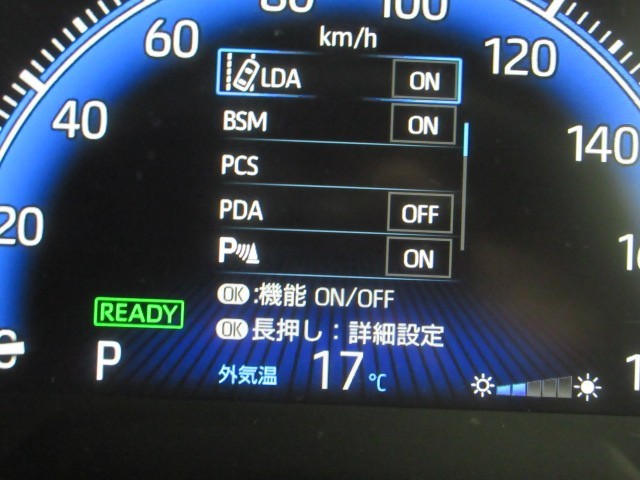 80 100
60 km/h 120
LDA ON
40 BSM ON 140
PCS
20 PDA OFF
P ON
OK :機能 ON/OFF
READY
OK 長押し：詳細設定
P 外気温 17 ℃